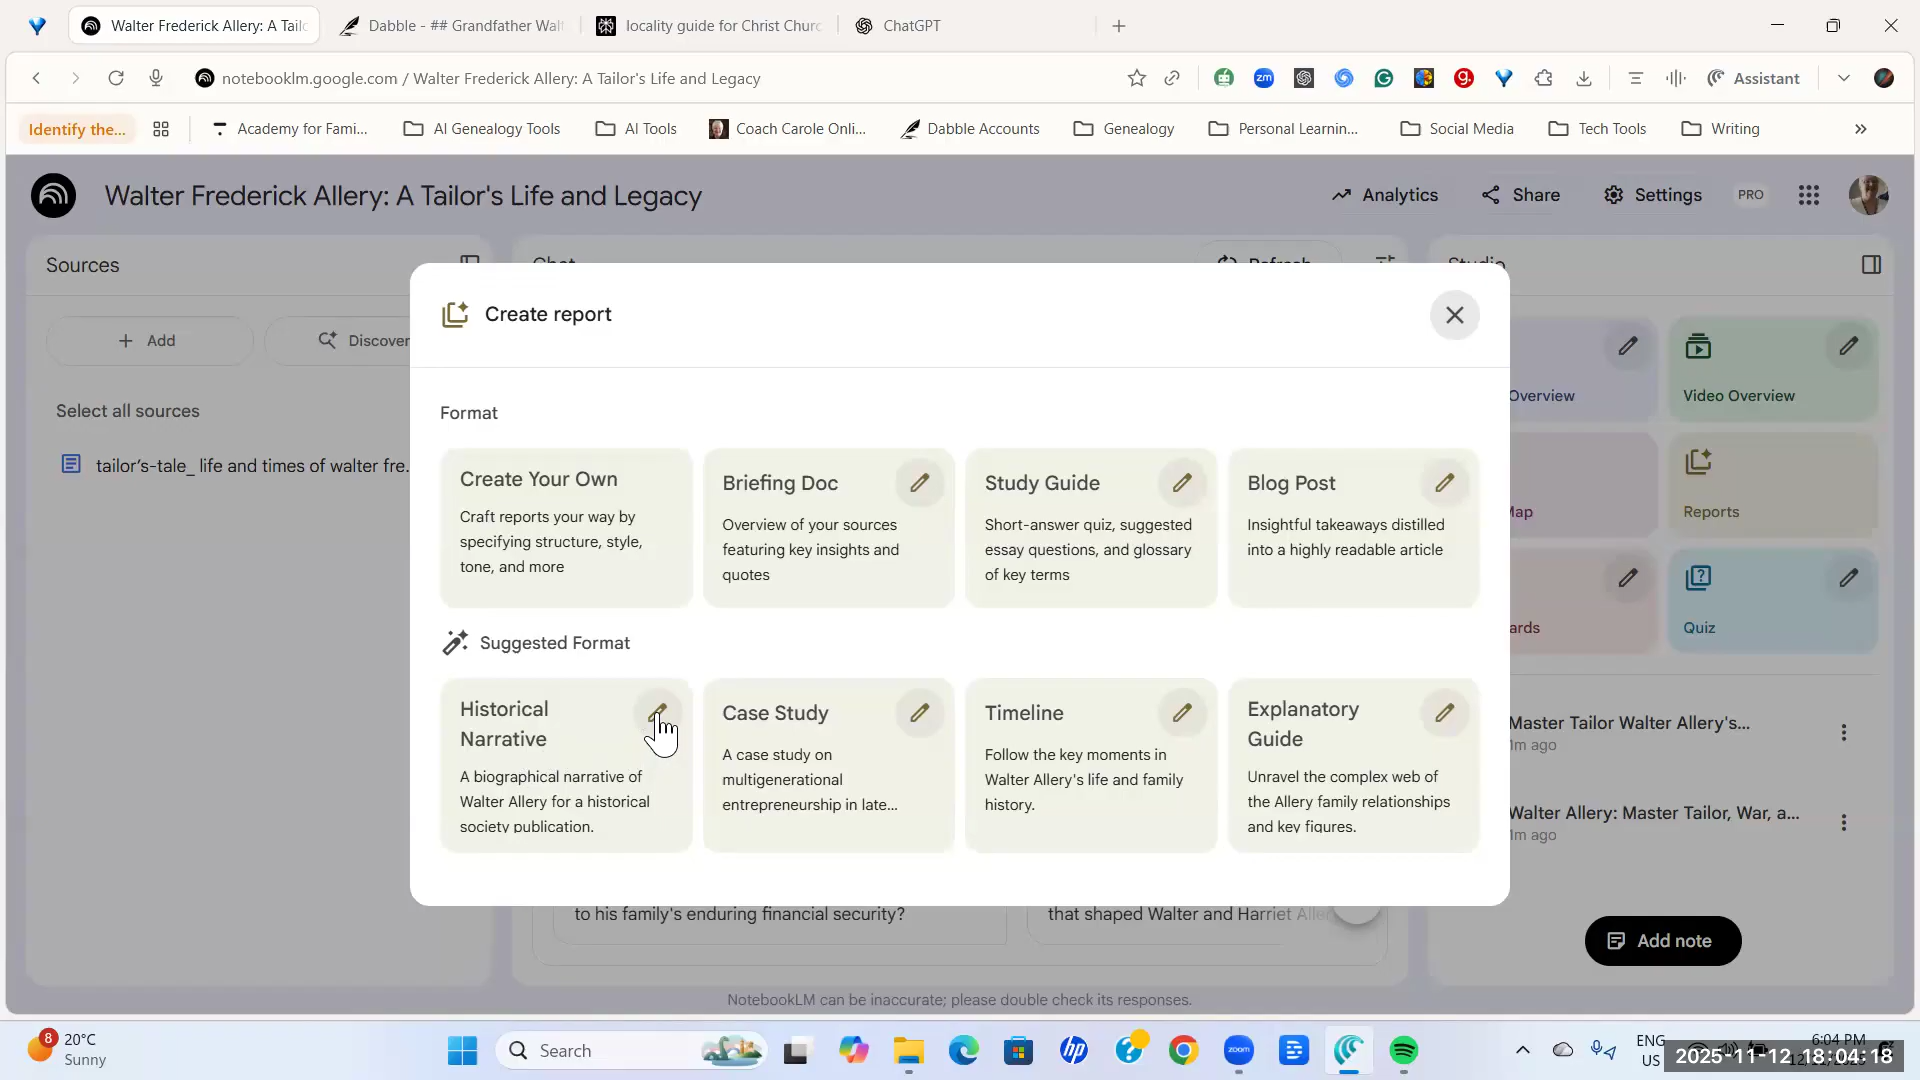 Walter Frederick Allery: A Tailo
Dabble - ## Grandfather Walt
locality guide for Christ Churc
ChatGPT
notebooklm.google.com / Walter Frederick Allery: A Tailor's Life and Legacy
Assistant
Identify the...
Academy for Fami...
AI Genealogy Tools
AI Tools
Coach Carole Onli...
Dabble Accounts
Genealogy
Personal Learnin...
Social Media
Tech Tools
Writing
Walter Frederick Allery: A Tailor's Life and Legacy
Analytics
Share
Settings
PRO
Sources
Chat
Refresh
Studio
Create report
Add
Discover
Select all sources
tailor's-tale_ life and times of walter fre...
Format
Create Your Own
Craft reports your way by
specifying structure, style,
tone, and more
Briefing Doc
Overview of your sources
featuring key insights and
quotes
Study Guide
Short-answer quiz, suggested
essay questions, and glossary
of key terms
Blog Post
Insightful takeaways distilled
into a highly readable article
Suggested Format
Historical
Narrative
A biographical narrative of
Walter Allery for a historical
society publication.
Case Study
A case study on
multigenerational
entrepreneurship in late...
Timeline
Follow the key moments in
Walter Allery's life and family
history.
Explanatory
Guide
Unravel the complex web of
the Allery family relationships
and key figures.
Overview
Video Overview
Map
Reports
ards
Quiz
Master Tailor Walter Allery's...
1m ago
Walter Allery: Master Tailor, War, a...
1m ago
to his family's enduring financial security?
that shaped Walter and Harriet Aller
Add note
NotebookLM can be inaccurate; please double check its responses.
8
20°C
Sunny
Search
zm
g.
hp
zoom
ENG
US
6:04 PM
2025-11-12 18:04:18